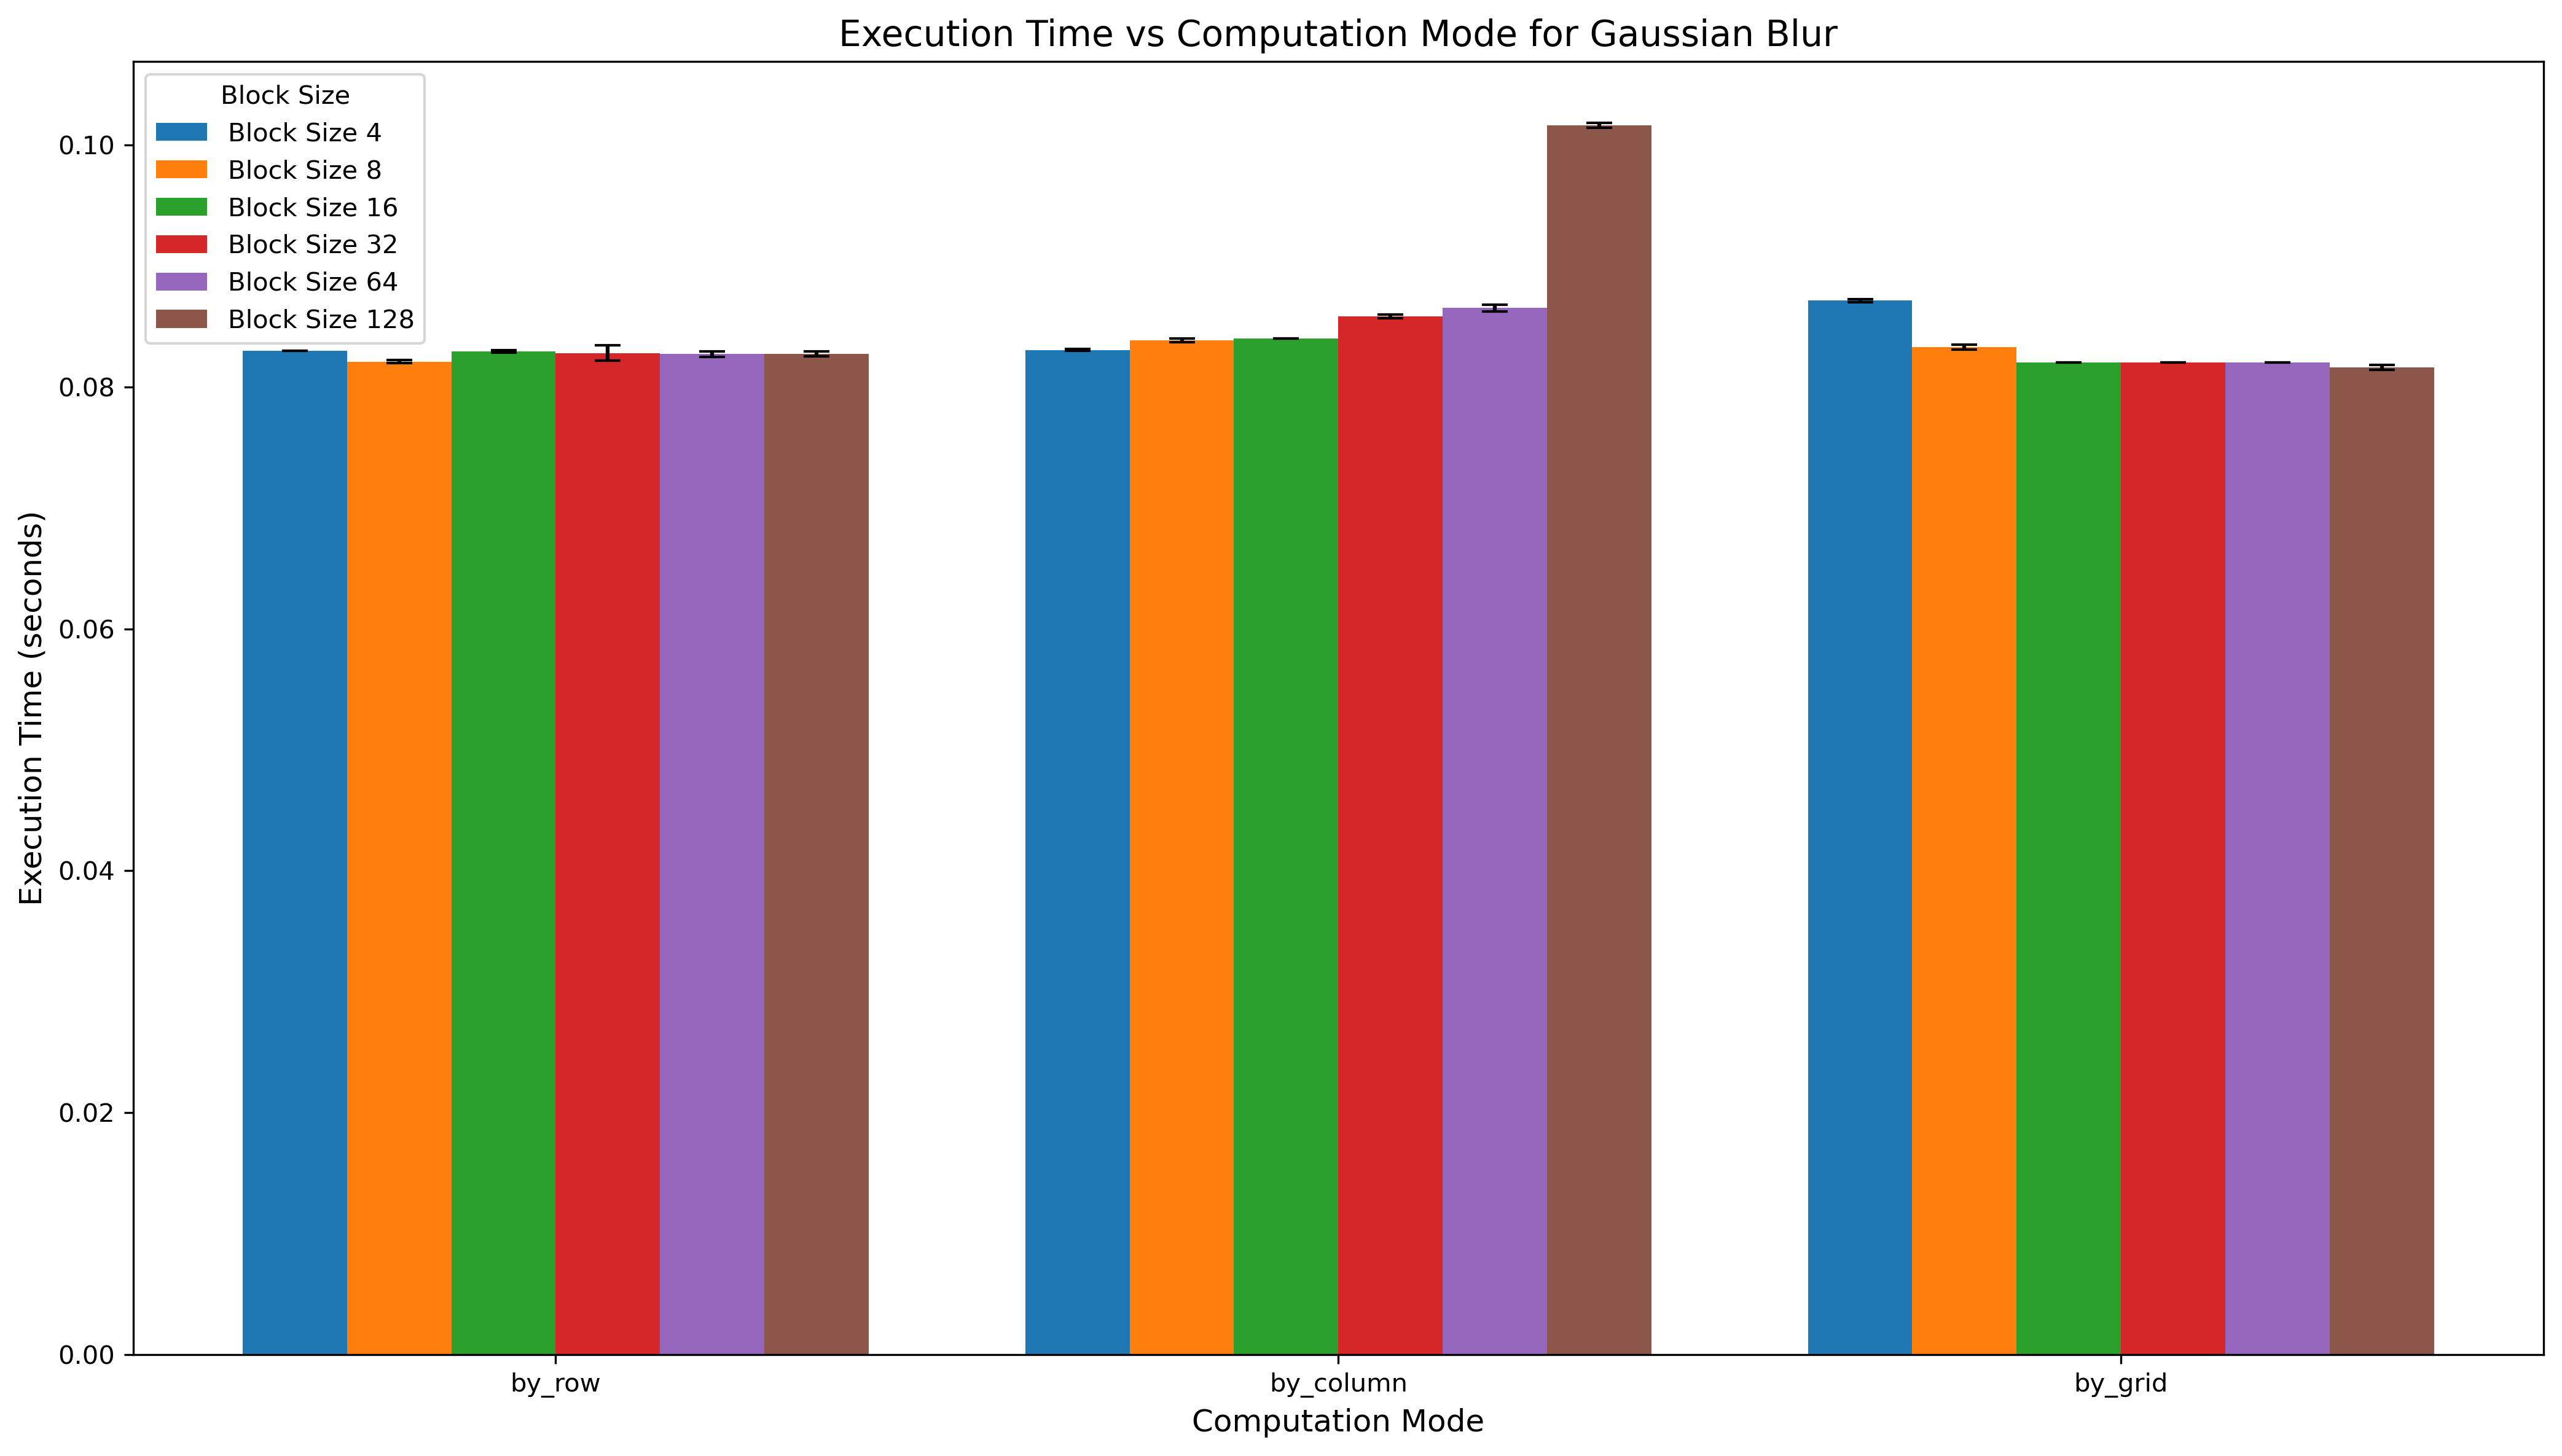 Execution Time vs Computation Mode for Gaussian Blur
Block Size
Block Size 4
Block Size 8
Block Size 16
Block Size 32
Block Size 64
Block Size 128
Execution Time (seconds)
0.10
0.08
0.06
0.04
0.02
0.00
by_row
by_column
by_grid
Computation Mode